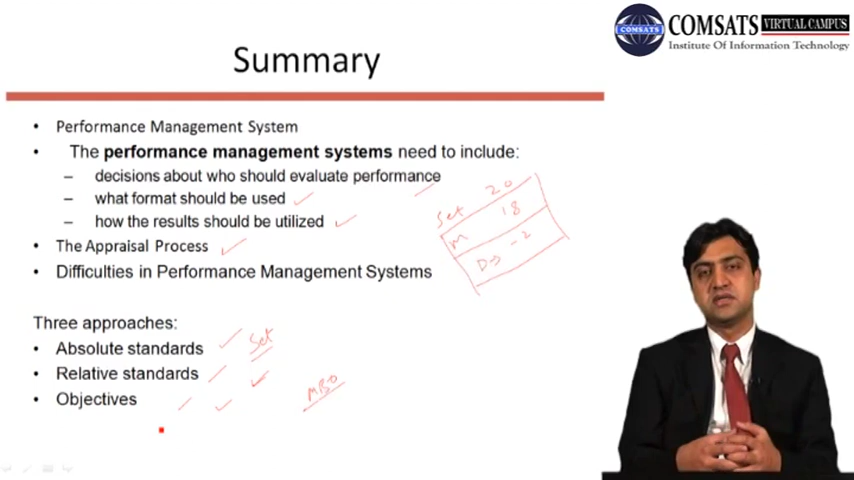 COMSATS VIRTUAL CAMPUS
COMSATS
Institute Of Information Technology
Summary
• Performance Management System
• The performance management systems need to include:
– decisions about who should evaluate performance
– what format should be used
– how the results should be utilized
• The Appraisal Process
• Difficulties in Performance Management Systems
Set 20
M 18
D -2
Three approaches:
• Absolute standards
Set
• Relative standards
• Objectives
MBO